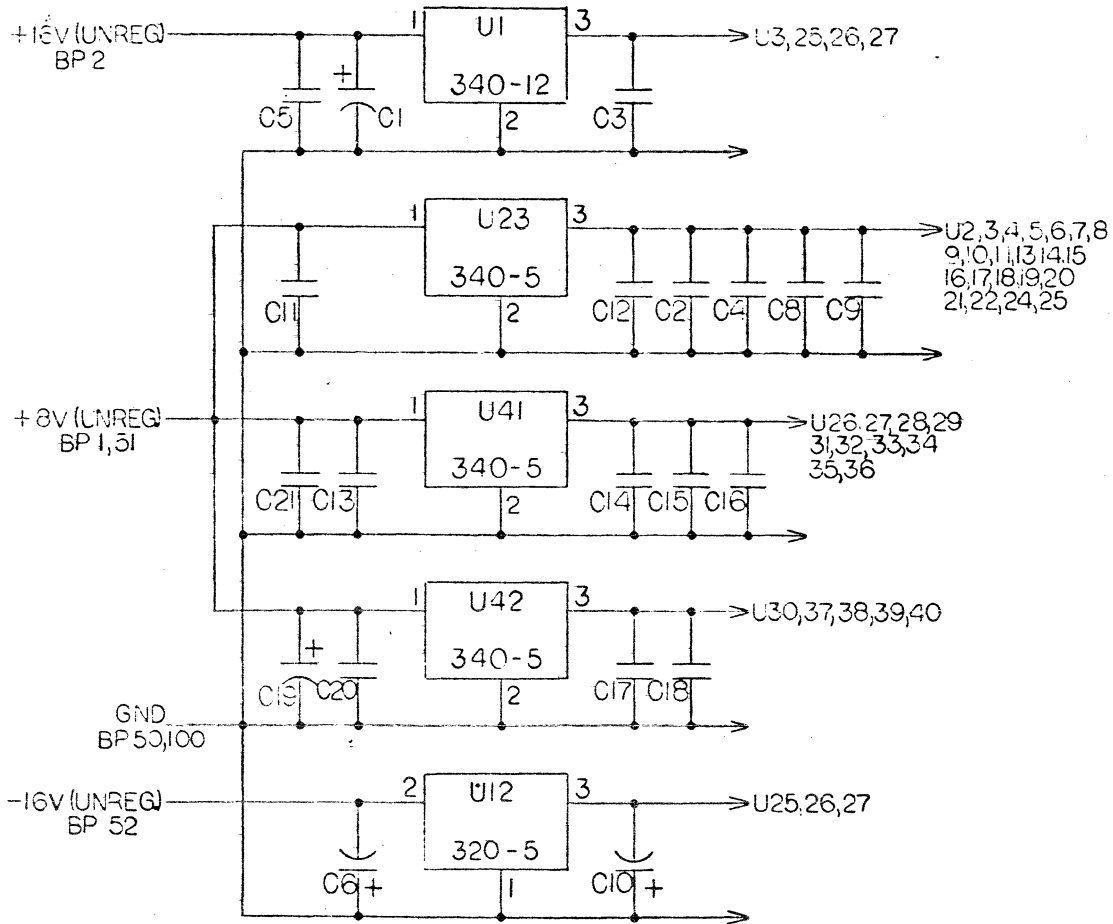 +16V (UNREG)
BP 2
1
U1
340-12
3
2
U3, 25, 26, 27
C5
+
C1
C3
1
U23
340-5
3
2
U2,3,4,5,6,7,8
9,10,11,13,14,15
16,17,18,19,20
21,22,24,25
C11
C12
C2
C4
C8
C9
+8V (UNREG)
BP 1,51
1
U41
340-5
3
2
U26,27,28,29
31,32,33,34
35,36
C21
C13
C14
C15
C16
1
U42
340-5
3
2
U30,37,38,39,40
+
C19
C20
C17
C18
GND
BP 50,100
-16V (UNREG)
BP 52
2
U12
320-5
3
1
U25,26,27
C6
+
C10
+